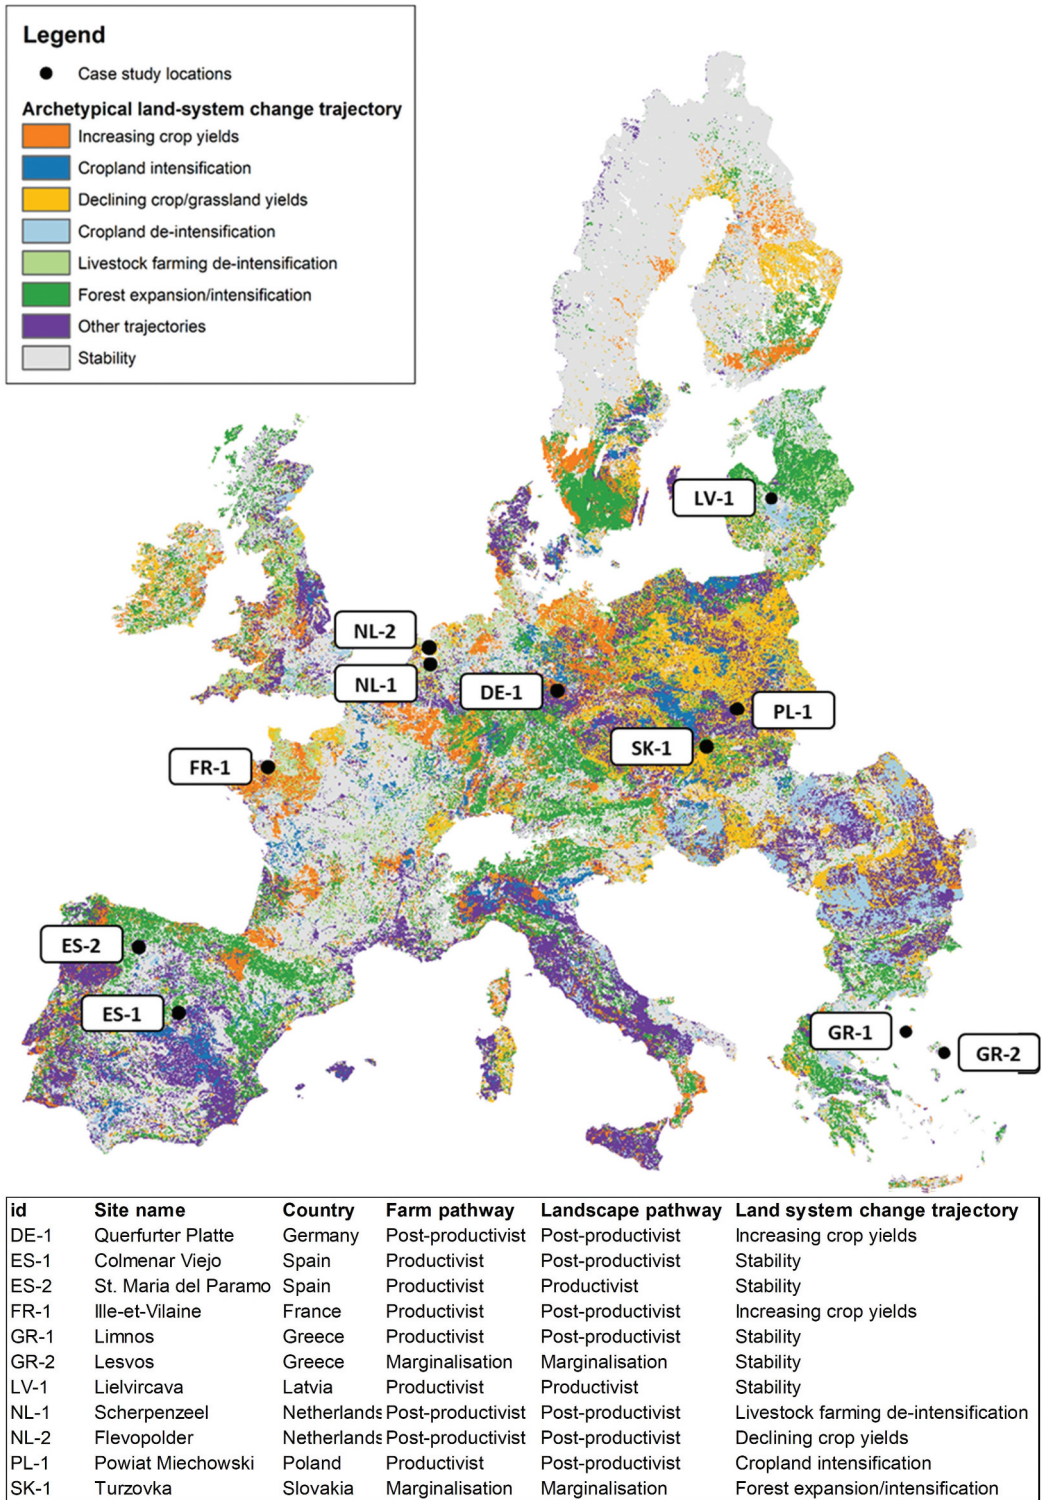 Legend
Case study locations
Archetypical land-system change trajectory
Increasing crop yields
Cropland intensification
Declining crop/grassland yields
Cropland de-intensification
Livestock farming de-intensification
Forest expansion/intensification
Other trajectories
Stability
LV-1
NL-2
NL-1
DE-1
PL-1
SK-1
FR-1
ES-2
ES-1
GR-1
GR-2
id Site name Country Farm pathway Landscape pathway Land system change trajectory
DE-1 Querfurter Platte Germany Post-productivist Post-productivist Increasing crop yields
ES-1 Colmenar Viejo Spain Productivist Post-productivist Stability
ES-2 St. Maria del Paramo Spain Productivist Productivist Stability
FR-1 Ille-et-Vilaine France Productivist Post-productivist Increasing crop yields
GR-1 Limnos Greece Productivist Post-productivist Stability
GR-2 Lesvos Greece Marginalisation Marginalisation Stability
LV-1 Lielvircava Latvia Productivist Productivist Stability
NL-1 Scherpenzeel Netherlands Post-productivist Post-productivist Livestock farming de-intensification
NL-2 Flevopolder Netherlands Post-productivist Post-productivist Declining crop yields
PL-1 Powiat Miechowski Poland Productivist Post-productivist Cropland intensification
SK-1 Turzovka Slovakia Marginalisation Marginalisation Forest expansion/intensification